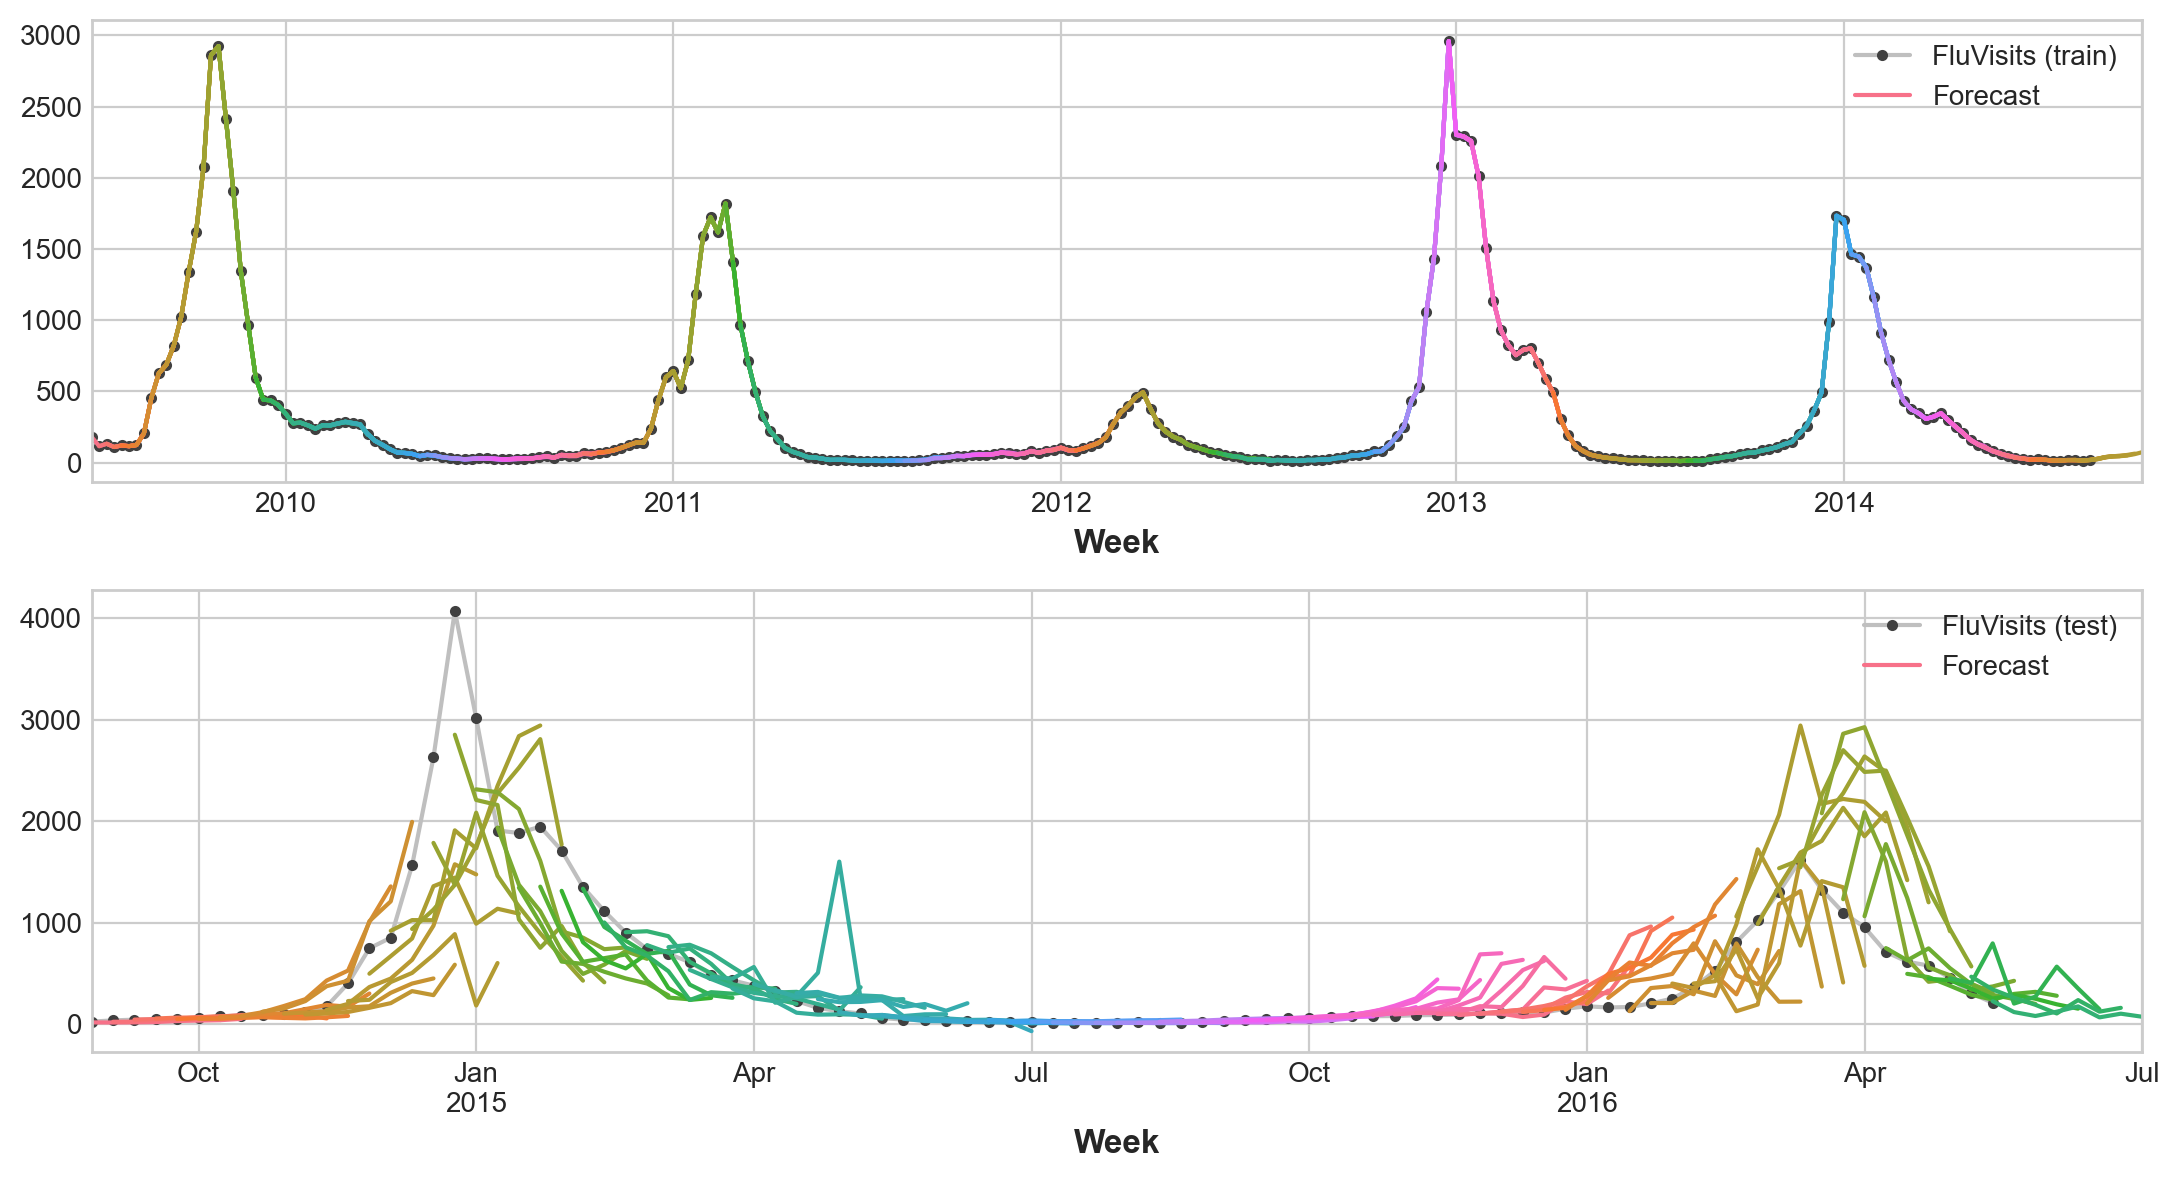 3000
2500
2000
1500
1000
500
0
FluVisits (train)
Forecast
2010 2011 2012 2013 2014
Week
4000
3000
2000
1000
0
FluVisits (test)
Forecast
Oct Jan Apr Jul Oct Jan Apr Jul
2015 2016
Week